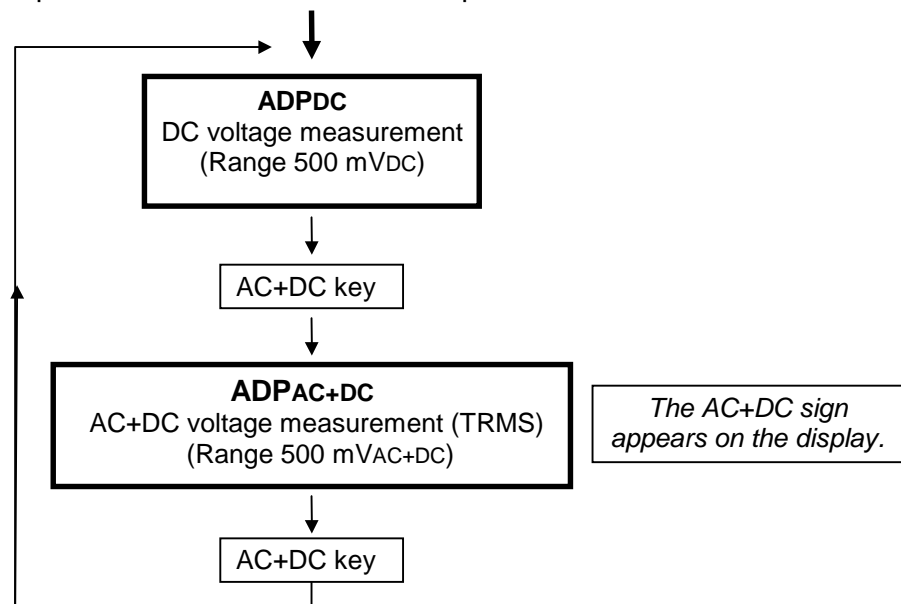 ADPDC
DC voltage measurement
(Range 500 mVDC)
AC+DC key
ADPAC+DC
AC+DC voltage measurement (TRMS)
(Range 500 mVAC+DC)
The AC+DC sign
appears on the display.
AC+DC key